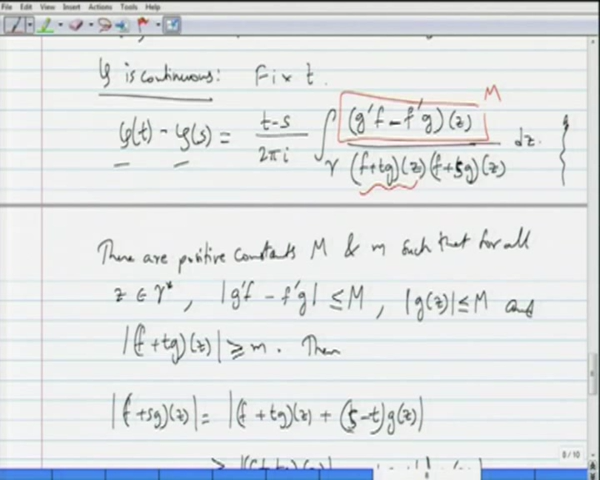 File Edit View Insert Actions Tools Help
φ is continuous: Fix t.
φ(t) - φ(s) = (t-s)/(2πi) ∫_γ (g'f - f'g)(z) / (f+tg)(z)(f+sg)(z) dz. M
There are positive constants M & m such that for all
z ∈ γ*, |g'f - f'g| ≤ M, |g(z)| ≤ M and
|(f+tg)(z)| ≥ m. Then
|(f+sg)(z)| = |(f+tg)(z) + (s-t)g(z)|
8/10